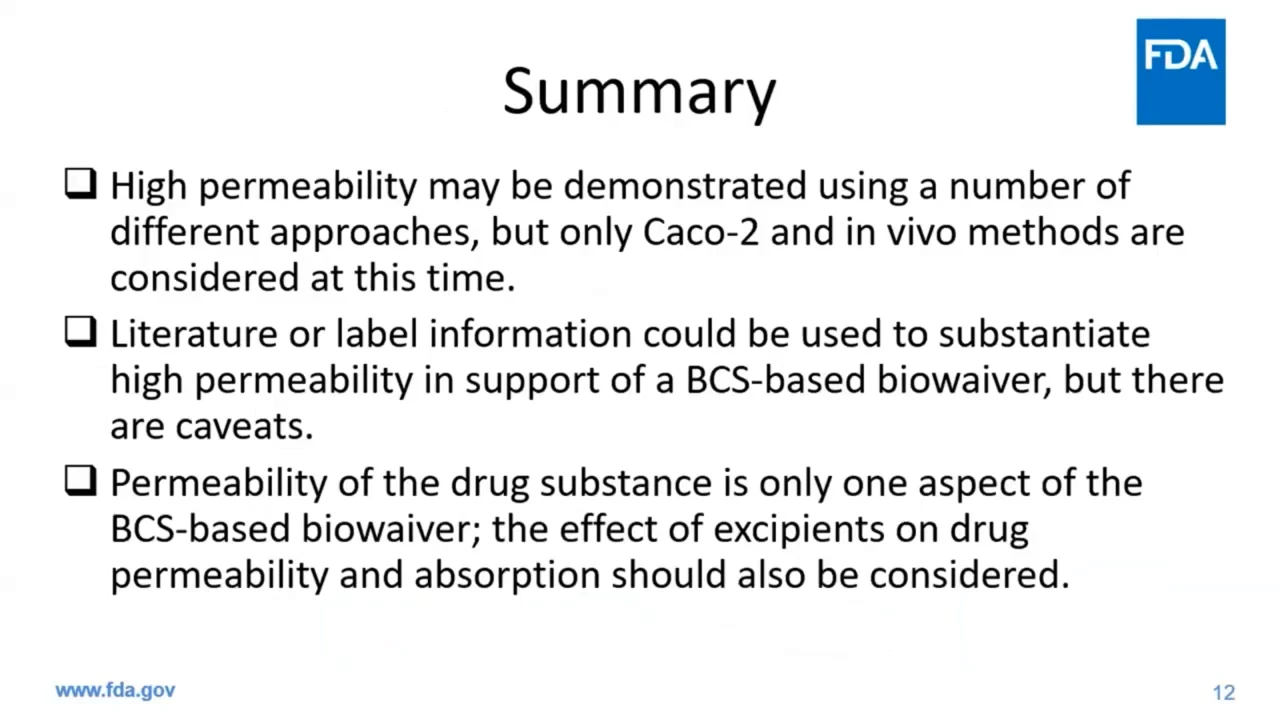 FDA
Summary
❑ High permeability may be demonstrated using a number of
different approaches, but only Caco-2 and in vivo methods are
considered at this time.
❑ Literature or label information could be used to substantiate
high permeability in support of a BCS-based biowaiver, but there
are caveats.
❑ Permeability of the drug substance is only one aspect of the
BCS-based biowaiver; the effect of excipients on drug
permeability and absorption should also be considered.
www.fda.gov
12